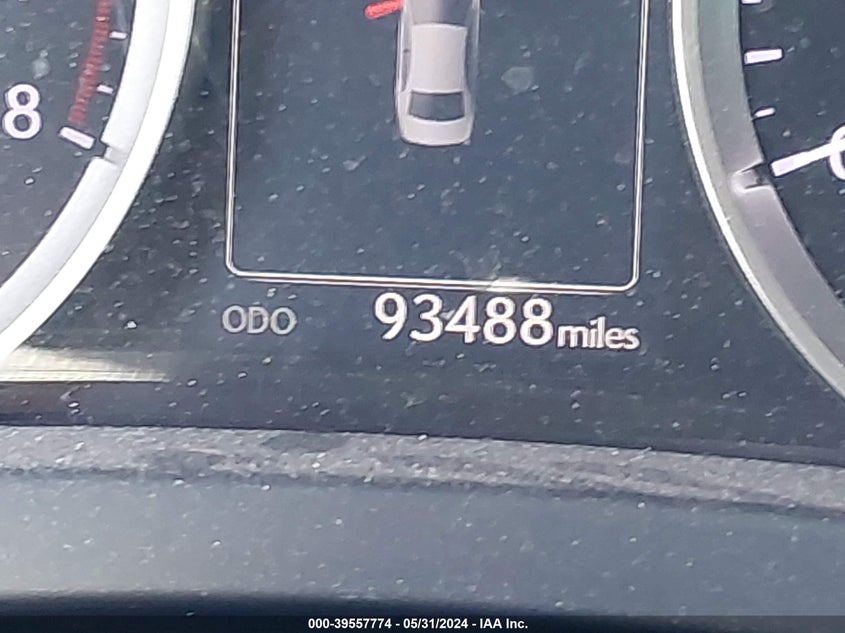 8
ODO 93488 miles
000-39557774 - 05/31/2024 - IAA Inc.